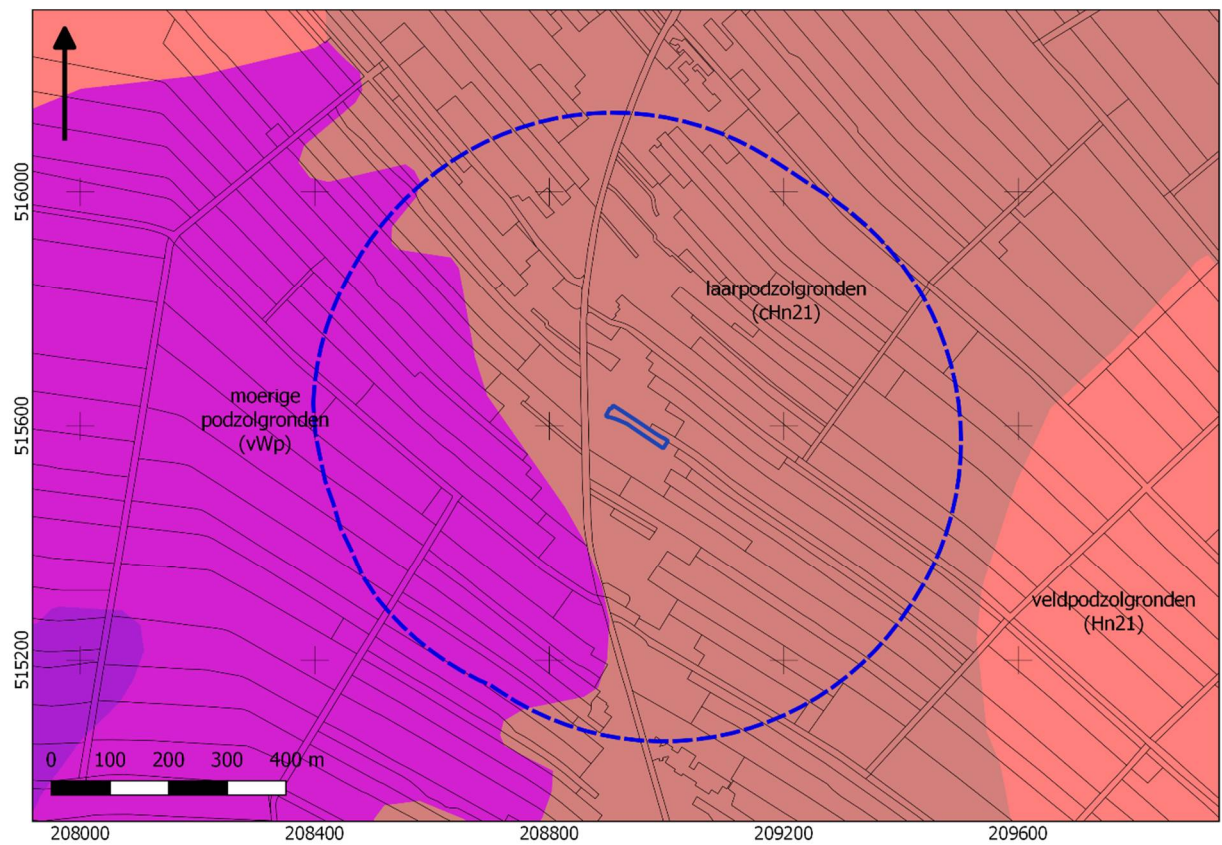 516000
515600
515200
laarpodzolgronden
(cHn21)
moerige
podzolgronden
(vWp)
veldpodzolgronden
(Hn21)
0 100 200 300 400 m
208000 208400 208800 209200 209600